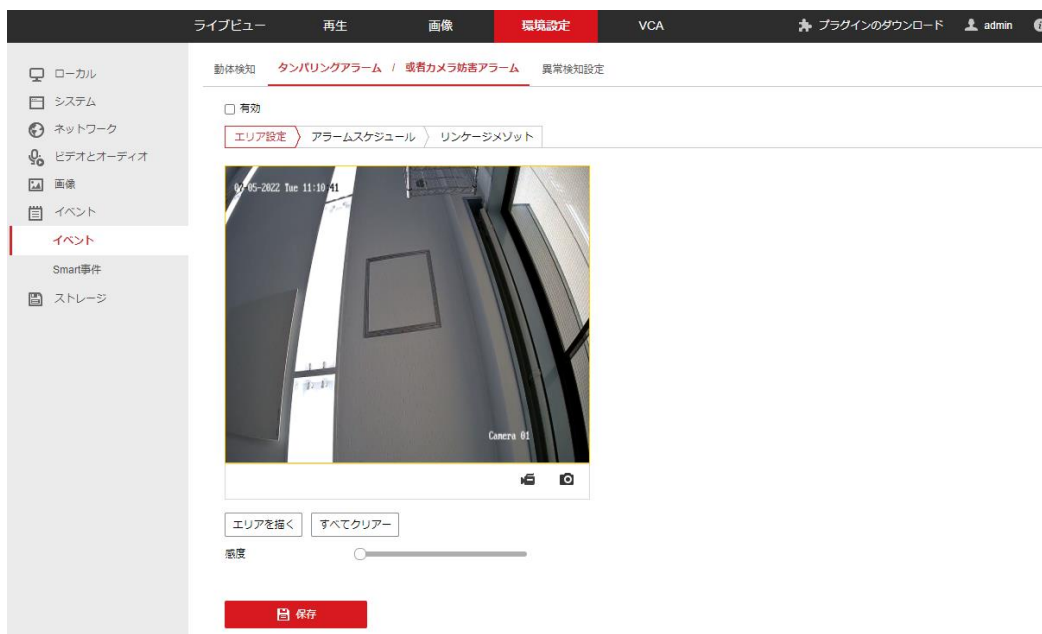 ライブビュー 再生 画像 環境設定 VCA プラグインのダウンロード admin
ローカル
システム
ネットワーク
ビデオとオーディオ
画像
イベント
イベント
Smart事件
ストレージ
動体検知 タンパリングアラーム / 或者カメラ妨害アラーム 異常検知設定
有効
エリア設定 アラームスケジュール リンケージメゾット
-05-2022 Tue 11:10:41
Camera 01
エリアを描く すべてクリアー
感度
保存